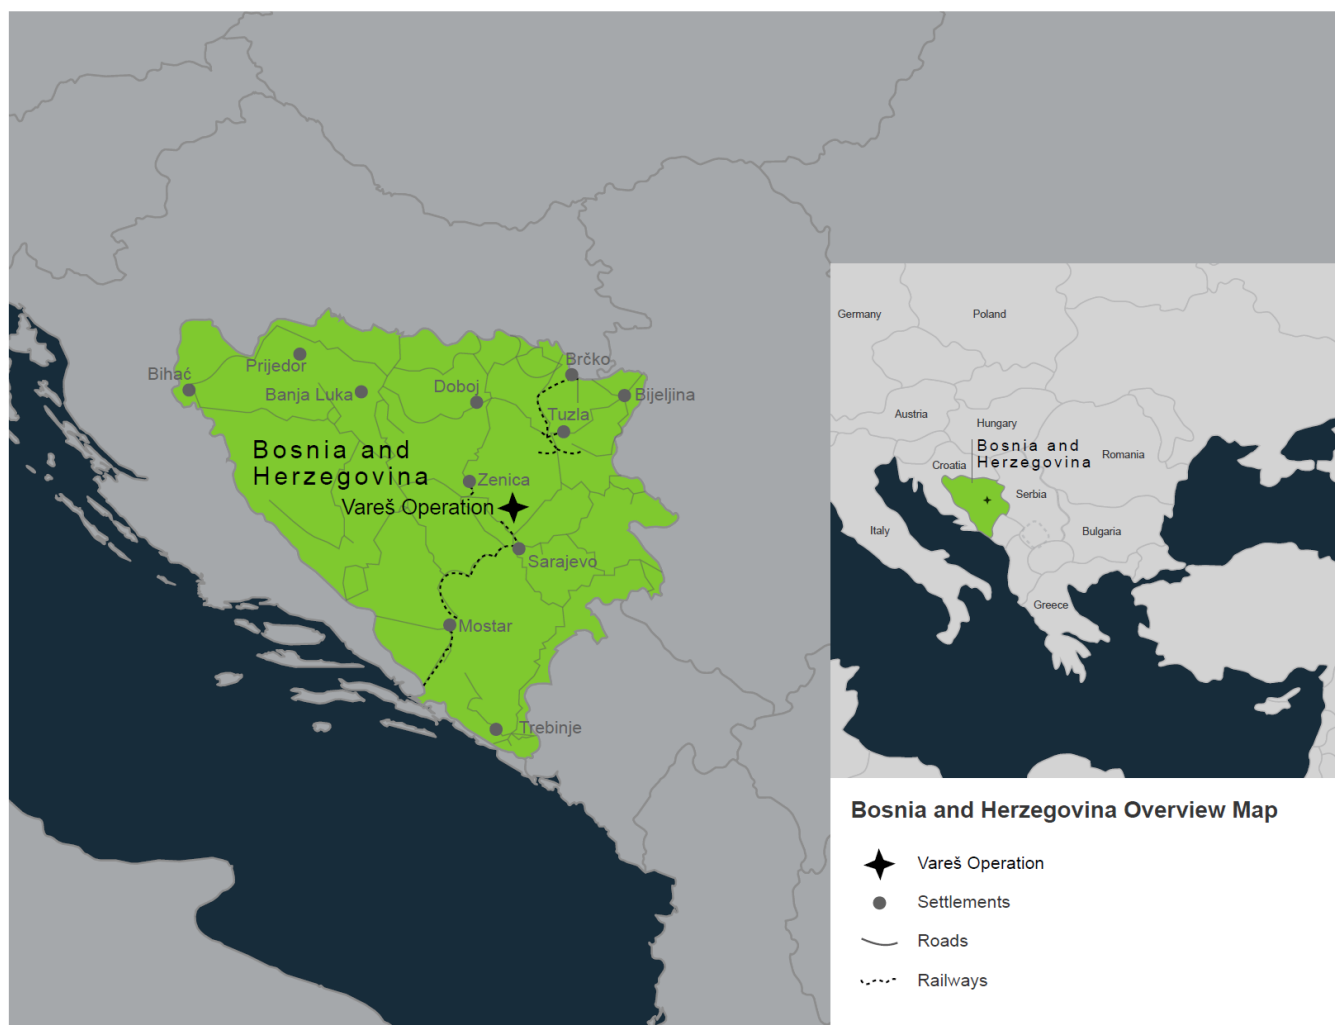 Brčko
Prijedor
Bihać
Banja Luka
Doboj
Bijeljina
Tuzla
Bosnia and
Herzegovina
Zenica
Vareš Operation
Sarajevo
Mostar
Trebinje
Germany
Poland
Austria
Hungary
Bosnia and
Herzegovina
Croatia
Romania
Serbia
Italy
Bulgaria
Greece
Bosnia and Herzegovina Overview Map
Vareš Operation
Settlements
Roads
Railways